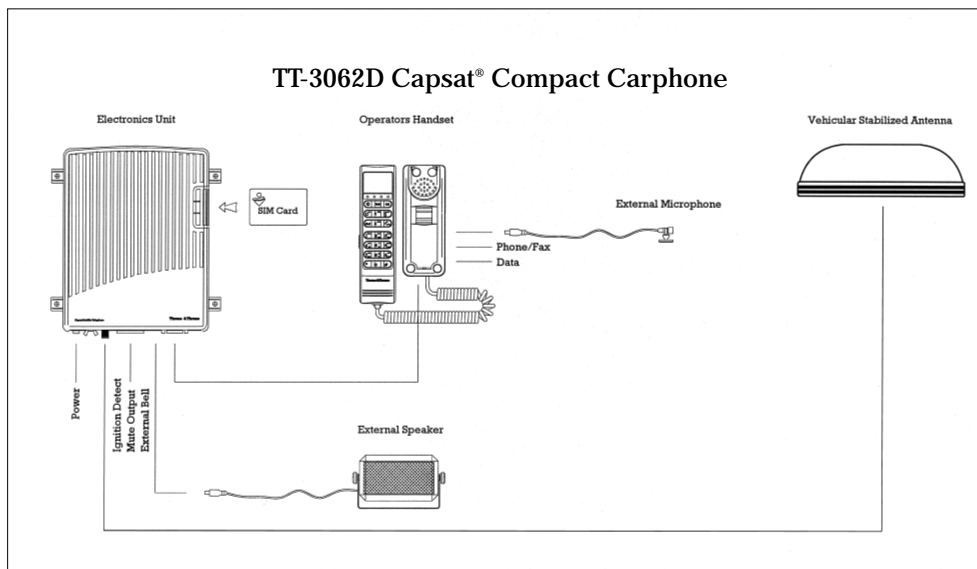 TT-3062D Capsat® Compact Carphone
Electronics Unit
Operators Handset
Vehicular Stabilized Antenna
SIM Card
External Microphone
Phone/Fax
Data
Power
Ignition Detect
Mute Output
External Bell
External Speaker